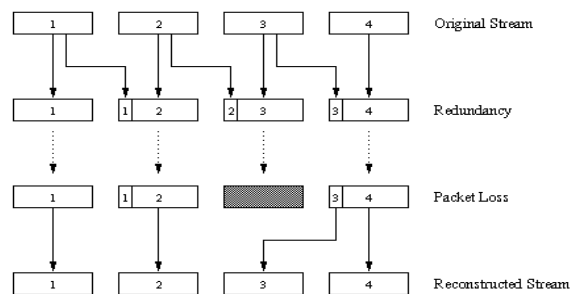 1 2 3 4 Original Stream
1 1 2 2 3 3 4 Redundancy
1 1 2 3 4 Packet Loss
1 2 3 4 Reconstructed Stream